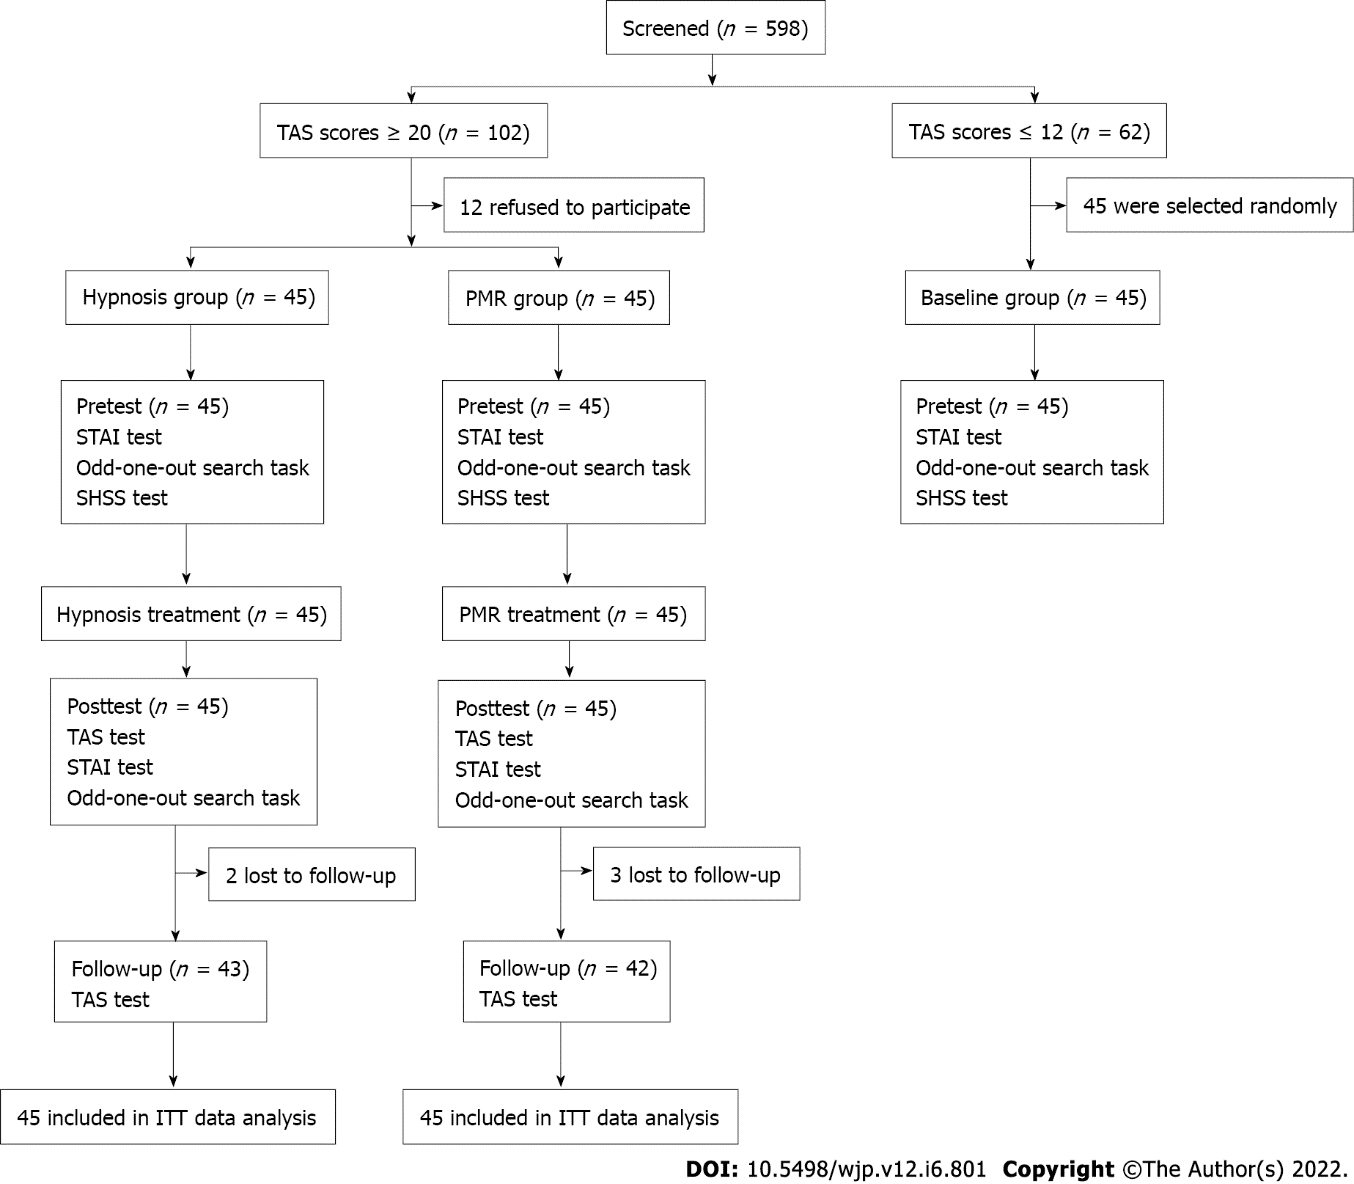 Screened (n = 598)
TAS scores ≥ 20 (n = 102)
TAS scores ≤ 12 (n = 62)
12 refused to participate
45 were selected randomly
Hypnosis group (n = 45)
PMR group (n = 45)
Baseline group (n = 45)
Pretest (n = 45)
STAI test
Odd-one-out search task
SHSS test
Pretest (n = 45)
STAI test
Odd-one-out search task
SHSS test
Pretest (n = 45)
STAI test
Odd-one-out search task
SHSS test
Hypnosis treatment (n = 45)
PMR treatment (n = 45)
Posttest (n = 45)
TAS test
STAI test
Odd-one-out search task
Posttest (n = 45)
TAS test
STAI test
Odd-one-out search task
2 lost to follow-up
3 lost to follow-up
Follow-up (n = 43)
TAS test
Follow-up (n = 42)
TAS test
45 included in ITT data analysis
45 included in ITT data analysis
DOI: 10.5498/wjp.v12.i6.801 Copyright ©The Author(s) 2022.